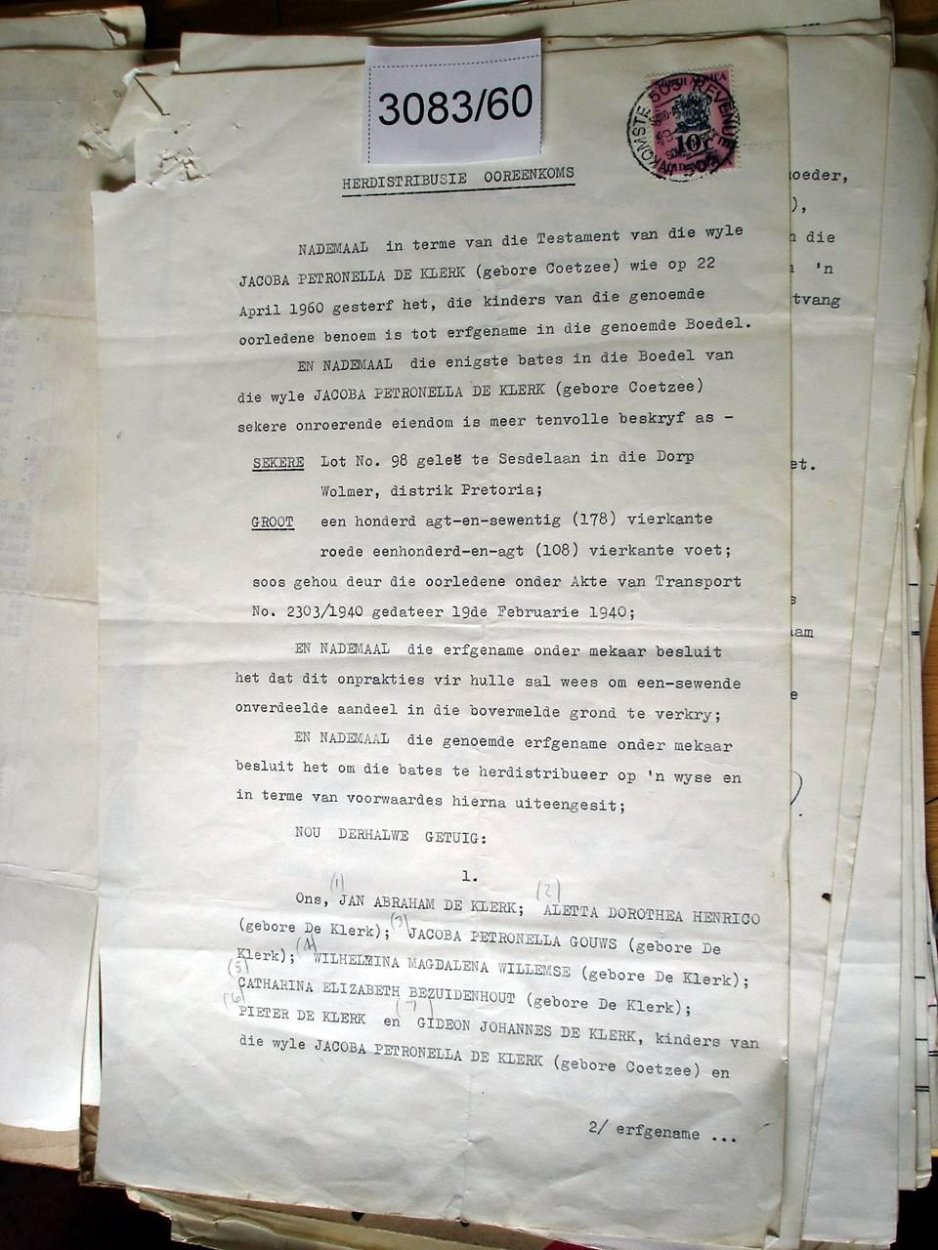 3083/60
REVENUE
10r
HERDISTRIBUSIE OOREENKOMS
NADEMAAL in terme van die Testament van die wyle
JACOBA PETRONELLA DE KLERK (gebore Coetzee) wie op 22
April 1960 gesterf het, die kinders van die genoemde
oorledene benoem is tot erfgename in die genoemde Boedel.
EN NADEMAAL die enigste bates in die Boedel van
die wyle JACOBA PETRONELLA DE KLERK (gebore Coetzee)
sekere onroerende eiendom is meer tenvolle beskryf as -
SEKERE Lot No. 98 geleë te Sesdelaan in die Dorp
Wolmer, distrik Pretoria;
GROOT een honderd agt-en-sewentig (178) vierkante
roede eenhonderd-en-agt (108) vierkante voet;
soos gehou deur die oorledene onder Akte van Transport
No. 2303/1940 gedateer 19de Februarie 1940;
EN NADEMAAL die erfgename onder mekaar besluit
het dat dit onprakties vir hulle sal wees om een-sewende
onverdeelde aandeel in die bovermelde grond te verkry;
EN NADEMAAL die genoemde erfgename onder mekaar
besluit het om die bates te herdistribueer op 'n wyse en
in terme van voorwaardes hierna uiteengesit;
NOU DERHALWE GETUIG:
1.
Ons, (1) JAN ABRAHAM DE KLERK; (2) ALETTA DOROTHEA HENRICO
(gebore De Klerk); (3) JACOBA PETRONELLA GOUWS (gebore De
Klerk); (4) WILHELMINA MAGDALENA WILLEMSE (gebore De Klerk);
(5) CATHARINA ELIZABETH BEZUIDENHOUT (gebore De Klerk);
(6) PIETER DE KLERK en (7) GIDEON JOHANNES DE KLERK, kinders van
die wyle JACOBA PETRONELLA DE KLERK (gebore Coetzee) en
2/ erfgename ...
oeder,
),
die
'n
tvang
et.
s
am
e